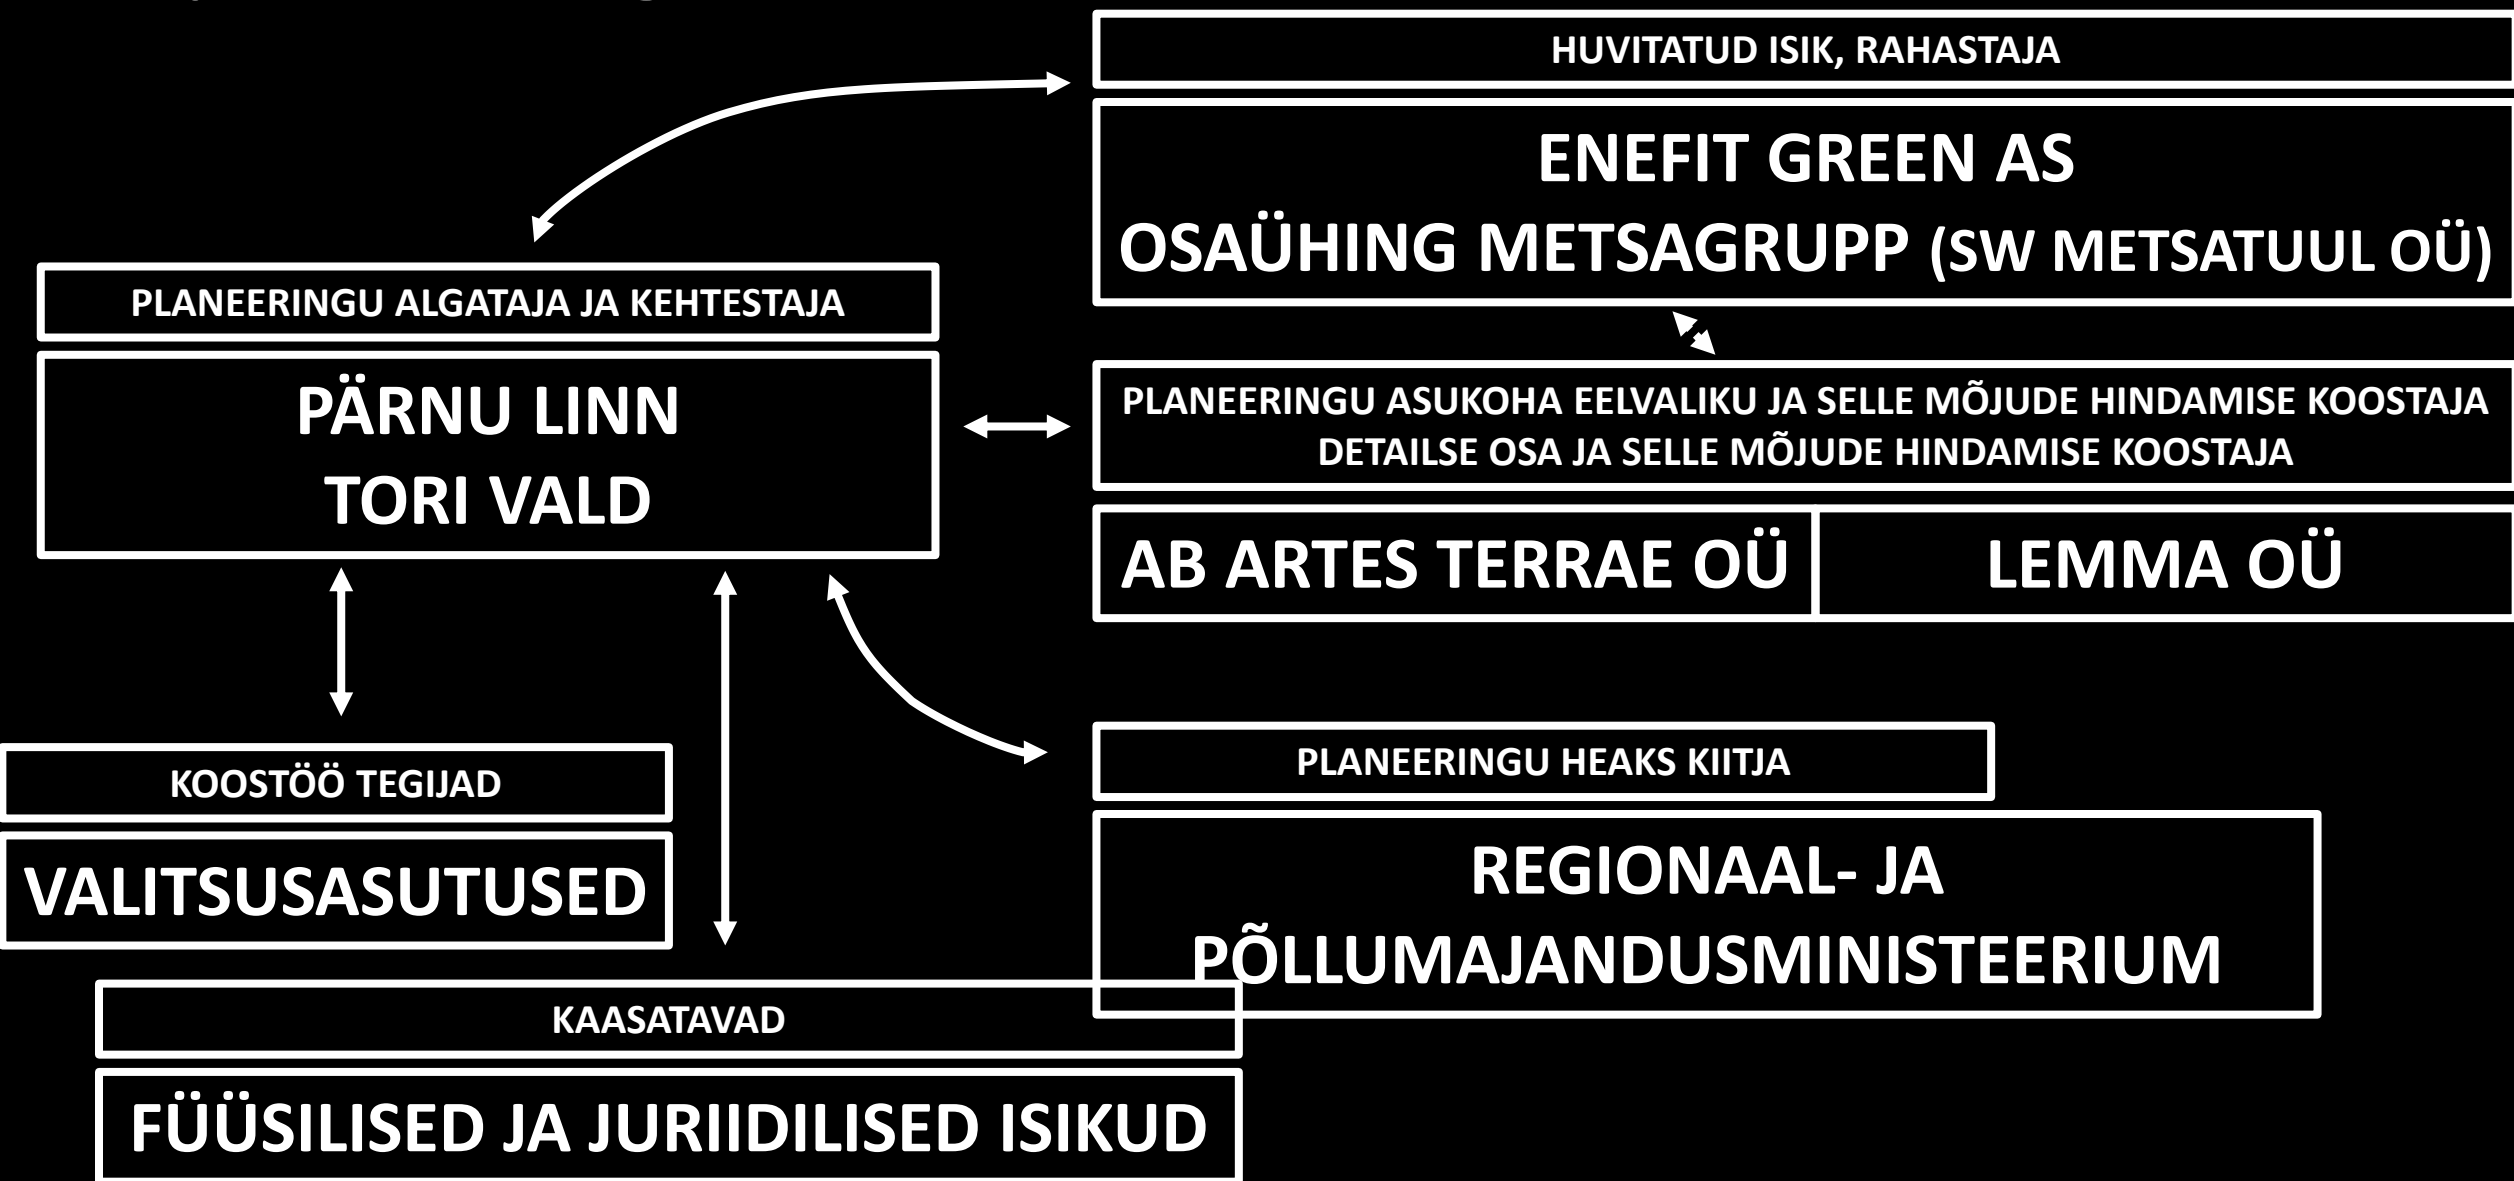 HUVITATUD ISIK, RAHASTAJA
ENEFIT GREEN AS
OSAÜHING METSAGRUPP (SW METSATUUL OÜ)
PLANEERINGU ALGATAJA JA KEHTESTAJA
PÄRNU LINN
TORI VALD
PLANEERINGU ASUKOHA EELVALIKU JA SELLE MÕJUDE HINDAMISE KOOSTAJA
DETAILSE OSA JA SELLE MÕJUDE HINDAMISE KOOSTAJA
AB ARTES TERRAE OÜ
LEMMA OÜ
KOOSTÖÖ TEGIJAD
VALITSUSASUTUSED
PLANEERINGU HEAKS KIITJA
REGIONAAL- JA
PÕLLUMAJANDUSMINISTEERIUM
KAASATAVAD
FÜÜSILISED JA JURIIDILISED ISIKUD